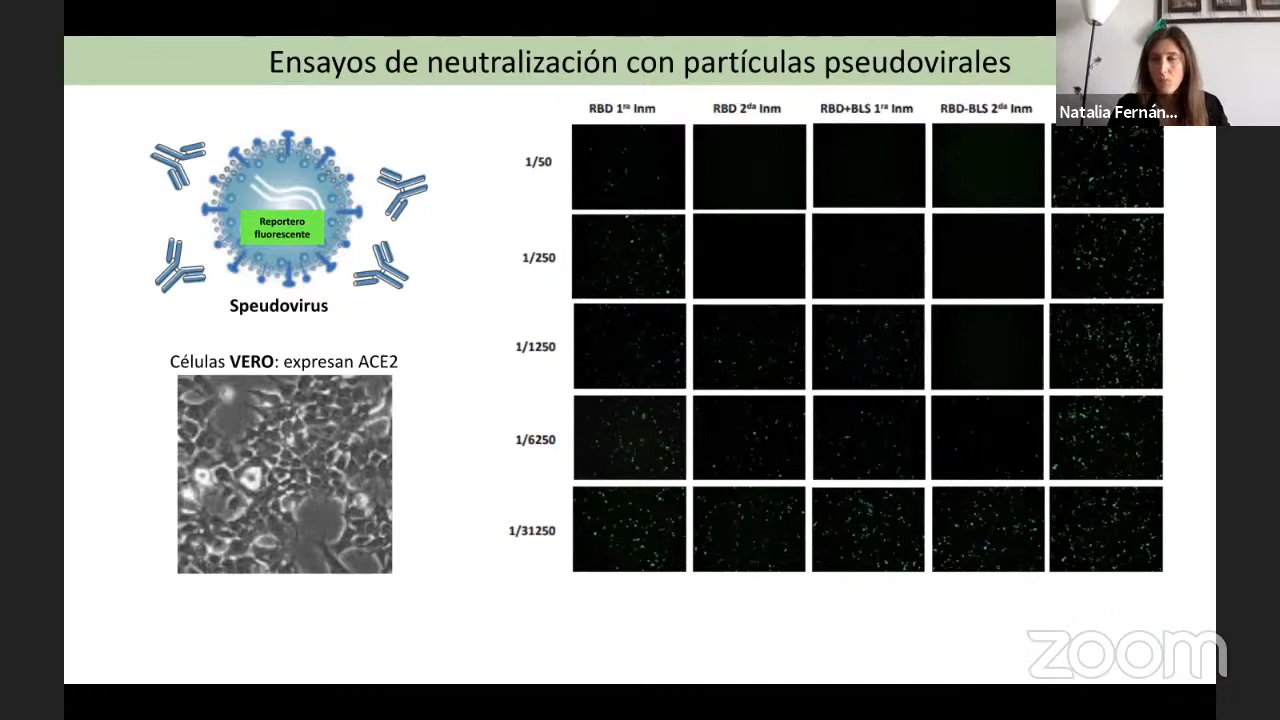 Ensayos de neutralización con partículas pseudovirales
Natalia Fernán...
RBD 1ra Inm
RBD 2da Inm
RBD+BLS 1ra Inm
RBD-BLS 2da Inm
1/50
1/250
1/1250
1/6250
1/31250
Reportero
fluorescente
Speudovirus
Células VERO: expresan ACE2
zoom